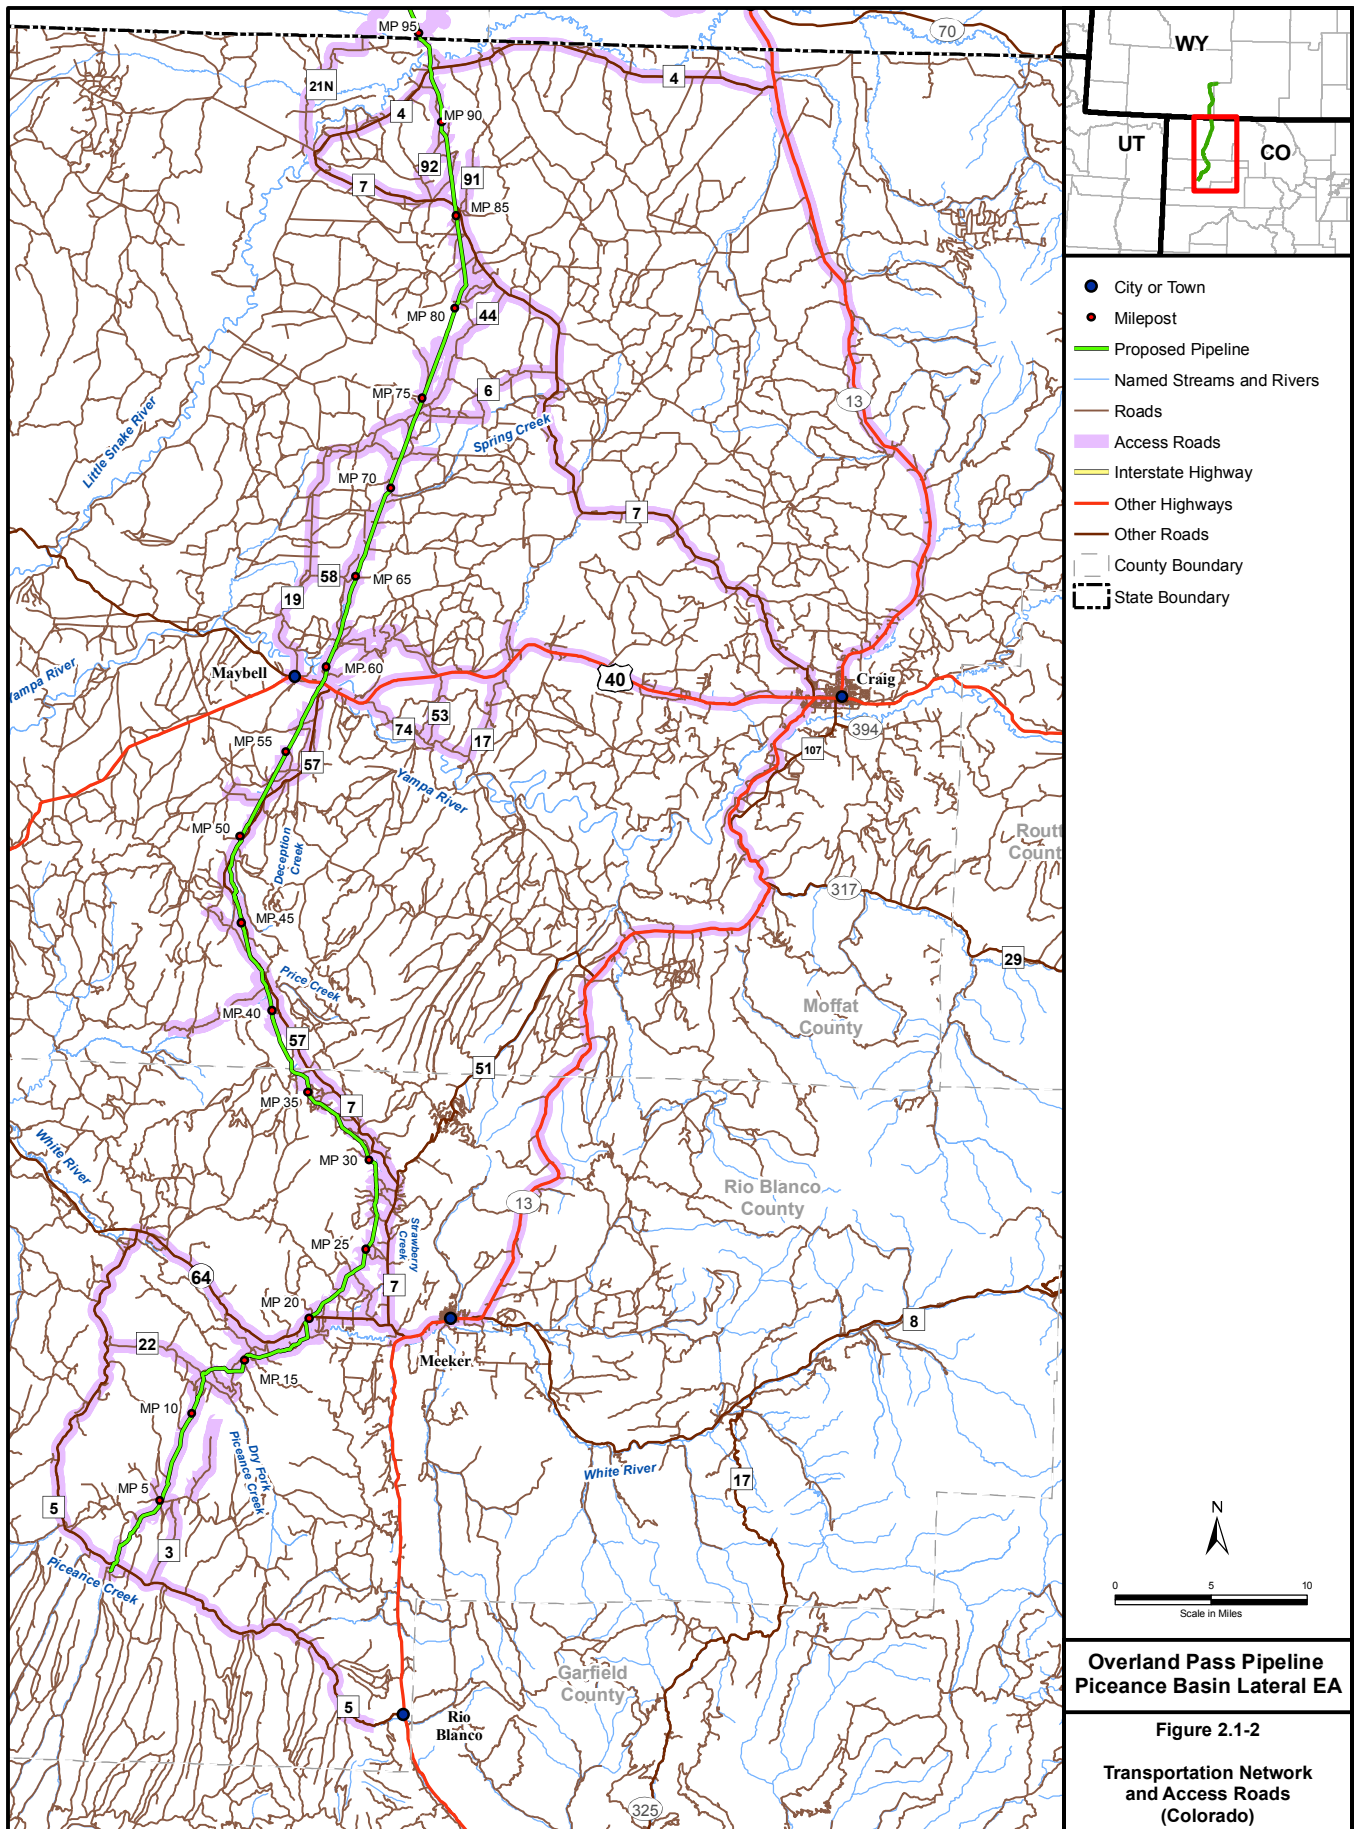 MP 95
70
21N
4
4
MP 90
92
91
7
MP 85
MP 80
44
MP 75
6
13
Spring Creek
Little Snake River
MP 70
7
58
MP 65
19
MP 60
Maybell
40
Craig
Yampa River
53
74
17
394
107
MP 55
57
Yampa River
MP 50
Deception
Creek
Routt
Count
317
MP 45
29
Price Creek
MP 40
Moffat
County
57
51
MP 35
7
White River
MP 30
Rio Blanco
County
13
Strawberry
Creek
MP 25
64
7
MP 20
8
22
Meeker
MP 15
MP 10
Dry Fork
Piceance Creek
White River
17
MP 5
5
3
Piceance Creek
Garfield
County
5
Rio
Blanco
325
WY
UT
CO
City or Town
Milepost
Proposed Pipeline
Named Streams and Rivers
Roads
Access Roads
Interstate Highway
Other Highways
Other Roads
County Boundary
State Boundary
N
0 5 10
Scale in Miles
Overland Pass Pipeline
Piceance Basin Lateral EA
Figure 2.1-2
Transportation Network
and Access Roads
(Colorado)